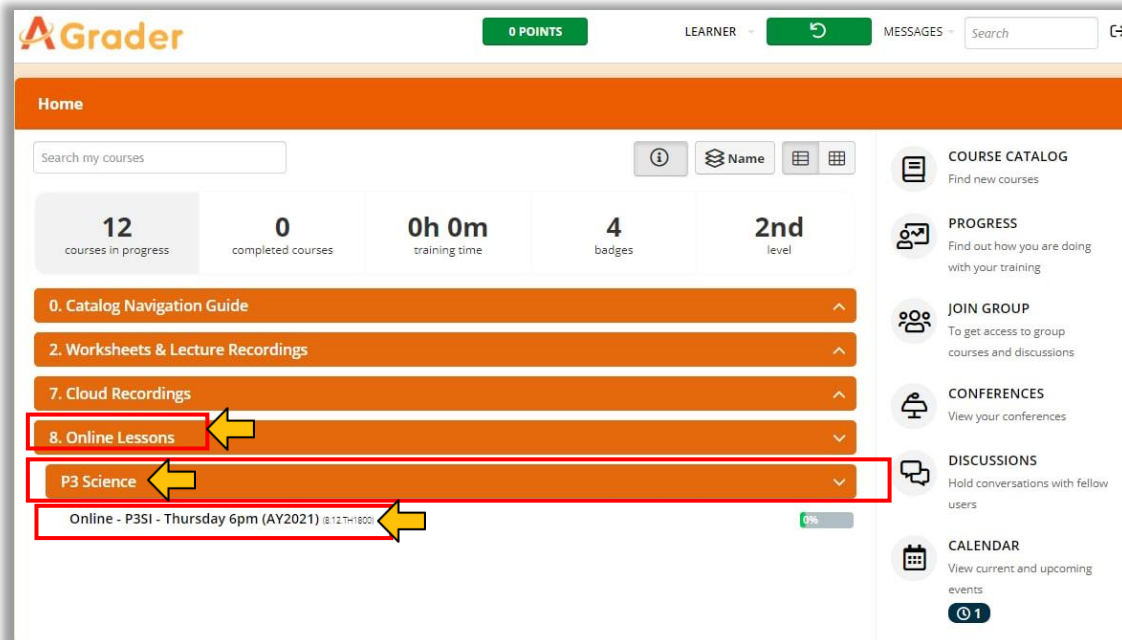 AGrader
0 POINTS
LEARNER
MESSAGES
Search
Home
Search my courses
Name
12
courses in progress
0
completed courses
0h 0m
training time
4
badges
2nd
level
0. Catalog Navigation Guide
2. Worksheets & Lecture Recordings
7. Cloud Recordings
8. Online Lessons
P3 Science
Online - P3SI - Thursday 6pm (AY2021) (8.12.TH1800)
0%
COURSE CATALOG
Find new courses
PROGRESS
Find out how you are doing
with your training
JOIN GROUP
To get access to group
courses and discussions
CONFERENCES
View your conferences
DISCUSSIONS
Hold conversations with fellow
users
CALENDAR
View current and upcoming
events
1